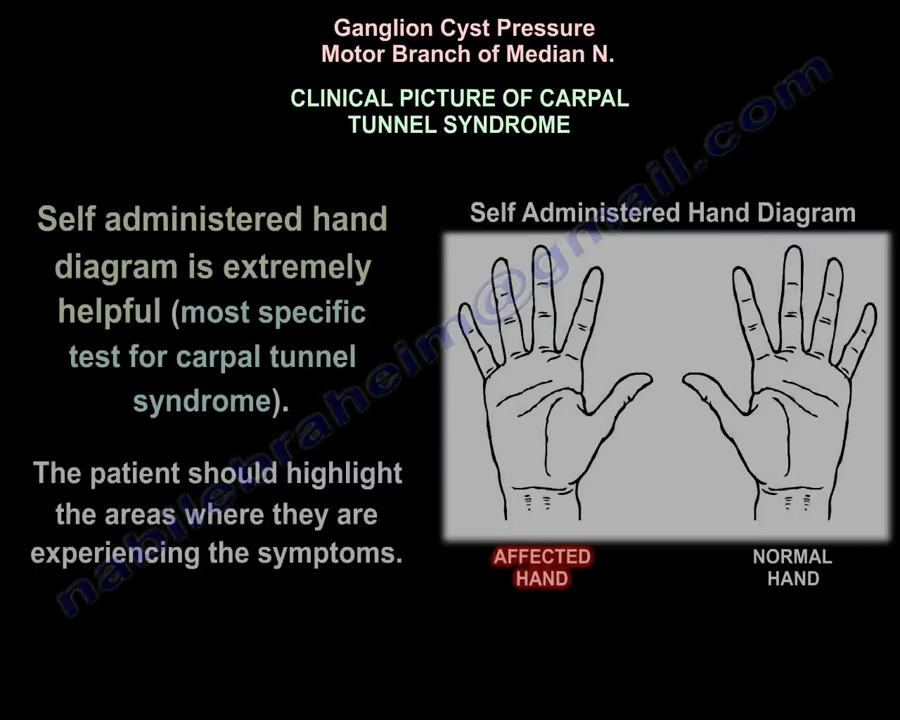 Ganglion Cyst Pressure
Motor Branch of Median N.
CLINICAL PICTURE OF CARPAL
TUNNEL SYNDROME
Self administered hand
diagram is extremely
helpful (most specific
test for carpal tunnel
syndrome).
The patient should highlight
the areas where they are
experiencing the symptoms.
Self Administered Hand Diagram
AFFECTED
HAND
NORMAL
HAND
nabilebraheim@gmail.com